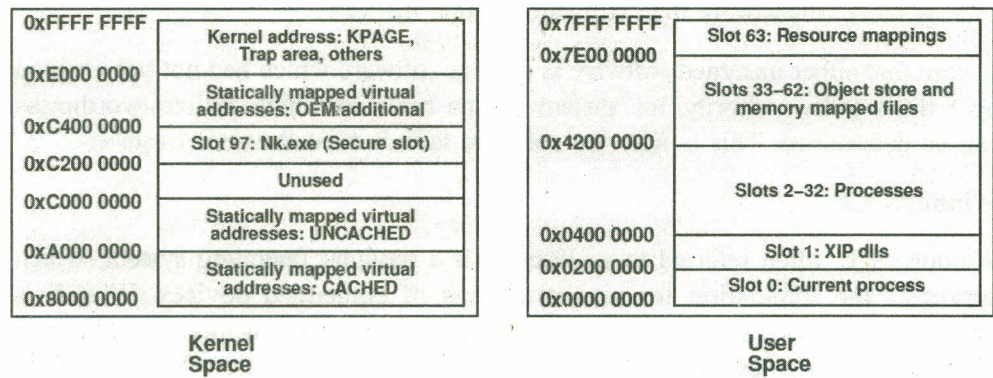 0xFFFF FFFF
Kernel address: KPAGE,
Trap area, others
0xE000 0000
Statically mapped virtual
addresses: OEM:additional
0xC400 0000
Slot 97: Nk.exe (Secure slot)
0xC200 0000
Unused
0xC000 0000
Statically mapped virtual
addresses: UNCACHED
0xA000 0000
Statically mapped virtual
addresses: CACHED
0x8000 0000
Kernel
Space
0x7FFF FFFF
Slot 63: Resource mappings
0x7E00 0000
Slots 33–62: Object store and
memory mapped files
0x4200 0000
Slots 2–32: Processes
0x0400 0000
Slot 1: XIP dlls
0x0200 0000
Slot 0: Current process
0x0000 0000
User
Space